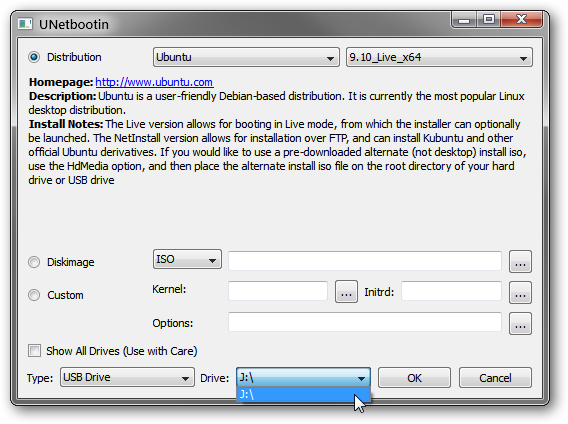 UNetbootin
Distribution Ubuntu 9.10_Live_x64
Homepage: http://www.ubuntu.com
Description: Ubuntu is a user-friendly Debian-based distribution. It is currently the most popular Linux
desktop distribution.
Install Notes: The Live version allows for booting in Live mode, from which the installer can optionally
be launched. The NetInstall version allows for installation over FTP, and can install Kubuntu and other
official Ubuntu derivatives. If you would like to use a pre-downloaded alternate (not desktop) install iso,
use the HdMedia option, and then place the alternate install iso file on the root directory of your hard
drive or USB drive
Diskimage ISO ...
Custom Kernel: ... Initrd: ...
Options: ...
Show All Drives (Use with Care)
Type: USB Drive Drive: J:\ OK Cancel
J:\